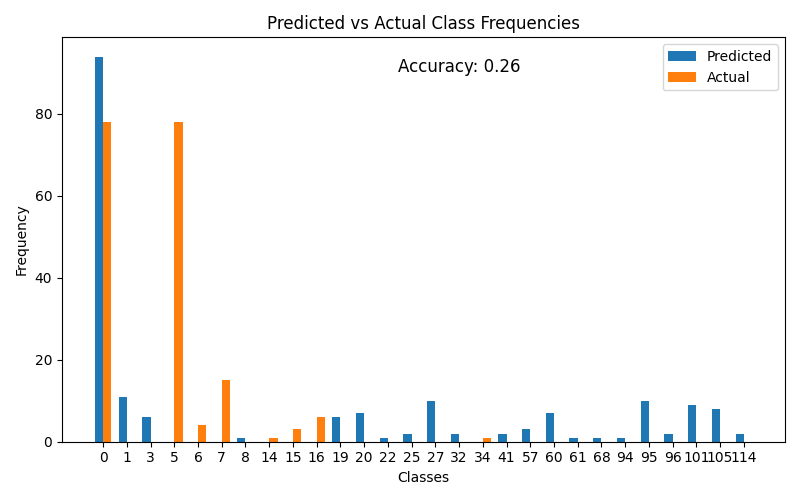 Predicted vs Actual Class Frequencies
Accuracy: 0.26
Predicted
Actual
Frequency
80
60
40
20
0
0 1 3 5 6 7 8 14 15 16 19 20 22 25 27 32 34 41 57 60 61 68 94 95 96 101 105 114
Classes